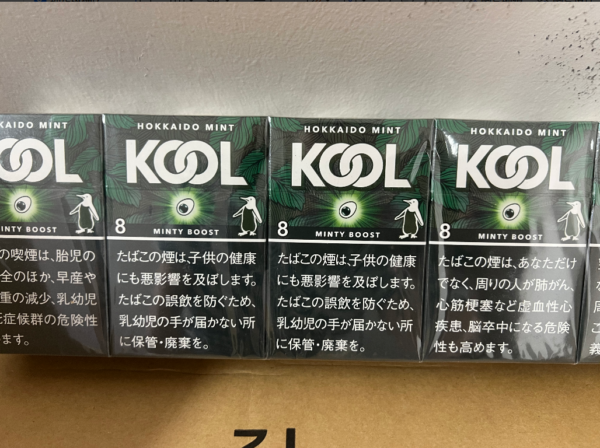 KAIDO MINT
OOL
MINTY BOOST
の喫煙は、胎児の
全のほか、早産や
重の減少、乳幼児
症候群の危険性
ます。
HOKKAIDO MINT
KOOL
8
MINTY BOOST
たばこの煙は、子供の健康
にも悪影響を及ぼします。
たばこの誤飲を防ぐため、
乳幼児の手が届かない所
に保管・廃棄を。
HOKKAIDO MINT
KOOL
8
MINTY BOOST
たばこの煙は、子供の健康
にも悪影響を及ぼします。
たばこの誤飲を防ぐため、
乳幼児の手が届かない所
に保管・廃棄を。
HOKKAIDO MINT
KOOL
8
MINTY BOOST
たばこの煙は、あなただけ
でなく、周りの人が肺がん、
心筋梗塞など虚血性心
疾患、脳卒中になる危険
性も高めます。